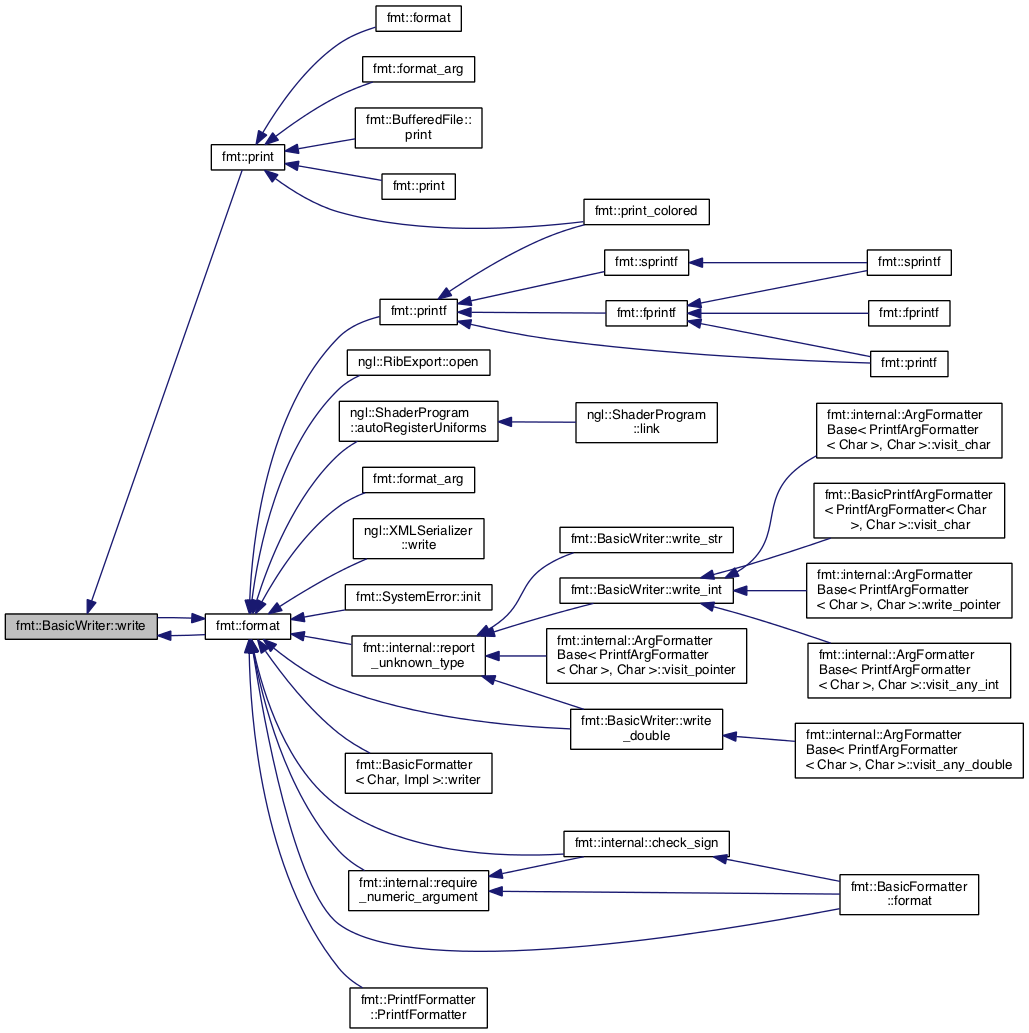 fmt::format
fmt::format_arg
fmt::BufferedFile::
print
fmt::print
fmt::print
fmt::print_colored
fmt::sprintf
fmt::sprintf
fmt::printf
fmt::fprintf
fmt::fprintf
fmt::printf
ngl::RibExport::open
ngl::ShaderProgram
::autoRegisterUniforms
ngl::ShaderProgram
::link
fmt::internal::ArgFormatter
Base< PrintfArgFormatter
< Char >, Char >::visit_char
fmt::format_arg
fmt::BasicPrintfArgFormatter
< PrintfArgFormatter< Char
>, Char >::visit_char
ngl::XMLSerializer
::write
fmt::BasicWriter::write_str
fmt::SystemError::init
fmt::BasicWriter::write_int
fmt::internal::ArgFormatter
Base< PrintfArgFormatter
< Char >, Char >::write_pointer
fmt::BasicWriter::write
fmt::format
fmt::internal::report
_unknown_type
fmt::internal::ArgFormatter
Base< PrintfArgFormatter
< Char >, Char >::visit_pointer
fmt::internal::ArgFormatter
Base< PrintfArgFormatter
< Char >, Char >::visit_any_int
fmt::BasicWriter::write
_double
fmt::internal::ArgFormatter
Base< PrintfArgFormatter
< Char >, Char >::visit_any_double
fmt::BasicFormatter
< Char, Impl >::writer
fmt::internal::check_sign
fmt::internal::require
_numeric_argument
fmt::BasicFormatter
::format
fmt::PrintfFormatter
::PrintfFormatter